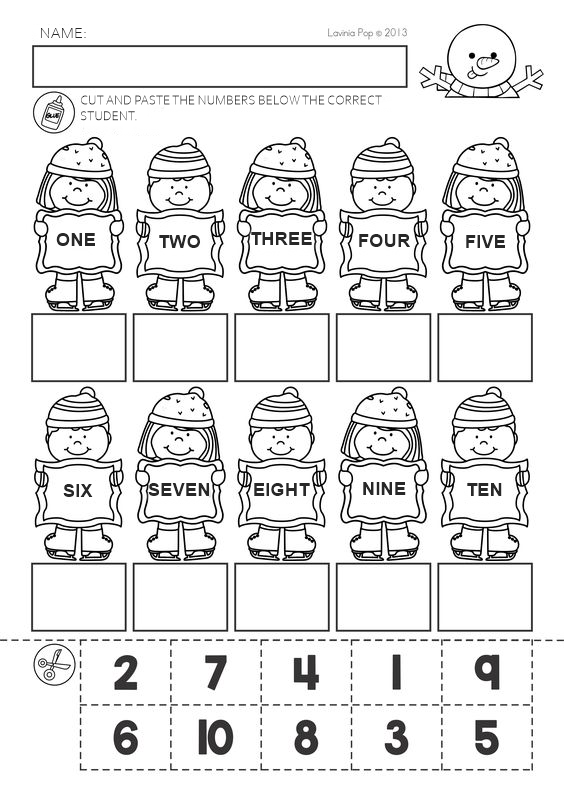 NAME:
Lavinia Pop © 2013
CUT AND PASTE THE NUMBERS BELOW THE CORRECT
STUDENT.
GLUE
ONE TWO THREE FOUR FIVE
SIX SEVEN EIGHT NINE TEN
2 7 4 1 9
6 10 8 3 5